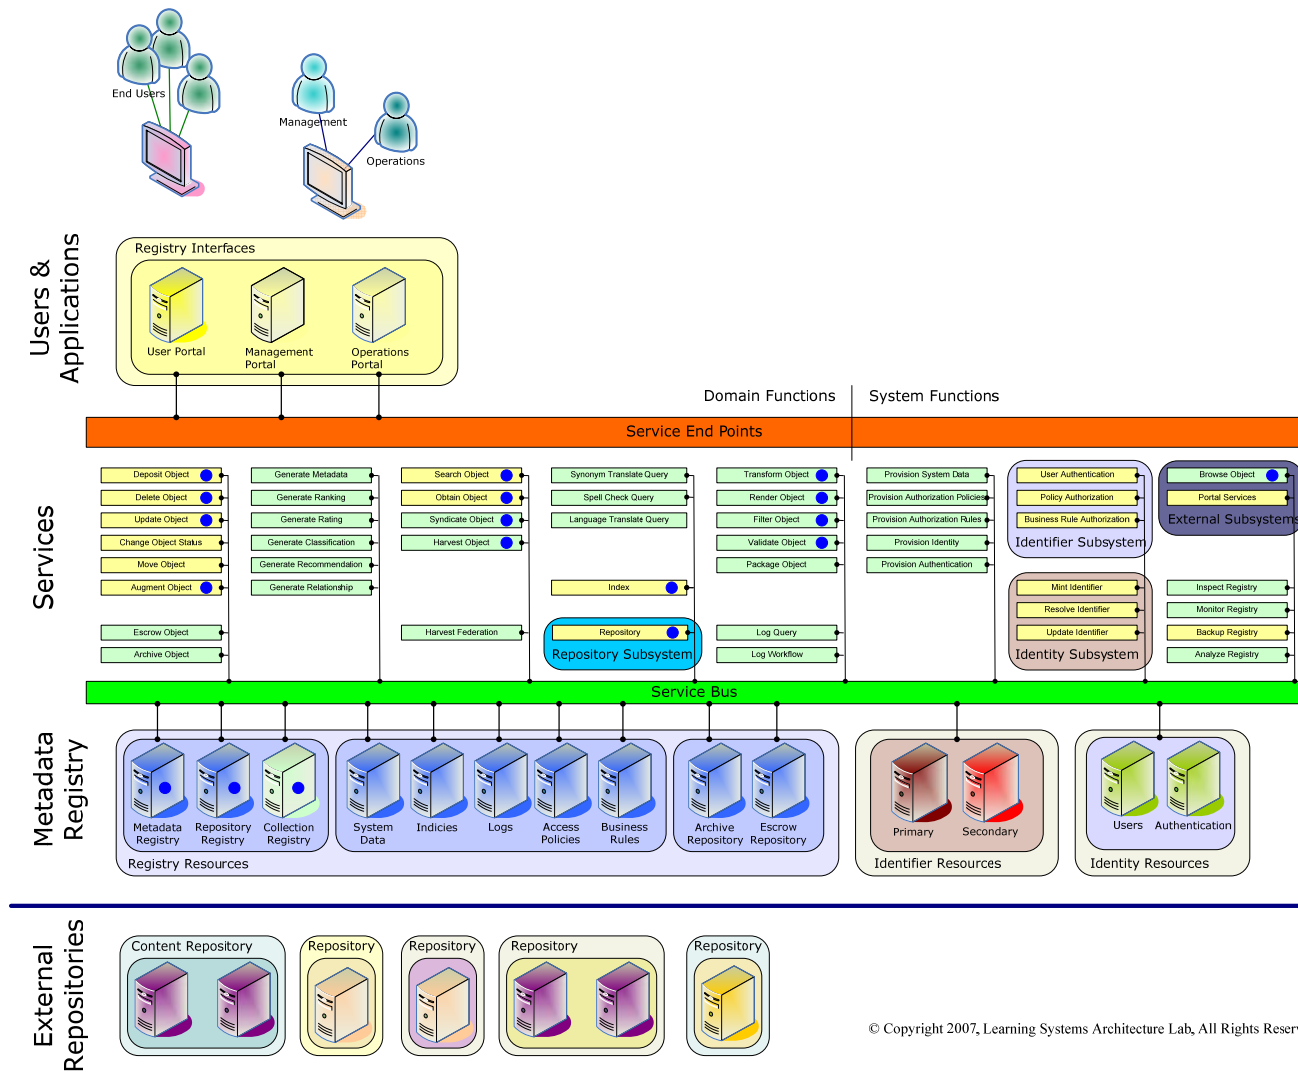 End Users
Management
Operations
Users &
Applications
Registry Interfaces
User Portal
Management
Portal
Operations
Portal
Domain Functions
System Functions
Service End Points
Services
Deposit Object
Delete Object
Update Object
Change Object Status
Move Object
Augment Object
Escrow Object
Archive Object
Generate Metadata
Generate Ranking
Generate Rating
Generate Classification
Generate Recommendation
Generate Relationship
Search Object
Obtain Object
Syndicate Object
Harvest Object
Harvest Federation
Synonym Translate Query
Spell Check Query
Language Translate Query
Index
Repository
Repository Subsystem
Transform Object
Render Object
Filter Object
Validate Object
Package Object
Log Query
Log Workflow
Provision System Data
Provision Authorization Policies
Provision Authorization Rules
Provision Identity
Provision Authentication
User Authentication
Policy Authorization
Business Rule Authorization
Identifier Subsystem
Mint Identifier
Resolve Identifier
Update Identifier
Identity Subsystem
Browse Object
Portal Services
External Subsystems
Inspect Registry
Monitor Registry
Backup Registry
Analyze Registry
Service Bus
Metadata
Registry
Metadata
Registry
Repository
Registry
Collection
Registry
System
Data
Indicies
Logs
Access
Policies
Business
Rules
Archive
Repository
Escrow
Repository
Registry Resources
Primary
Secondary
Identifier Resources
Users
Authentication
Identity Resources
External
Repositories
Content Repository
Repository
Repository
Repository
Repository
© Copyright 2007, Learning Systems Architecture Lab, All Rights Reser